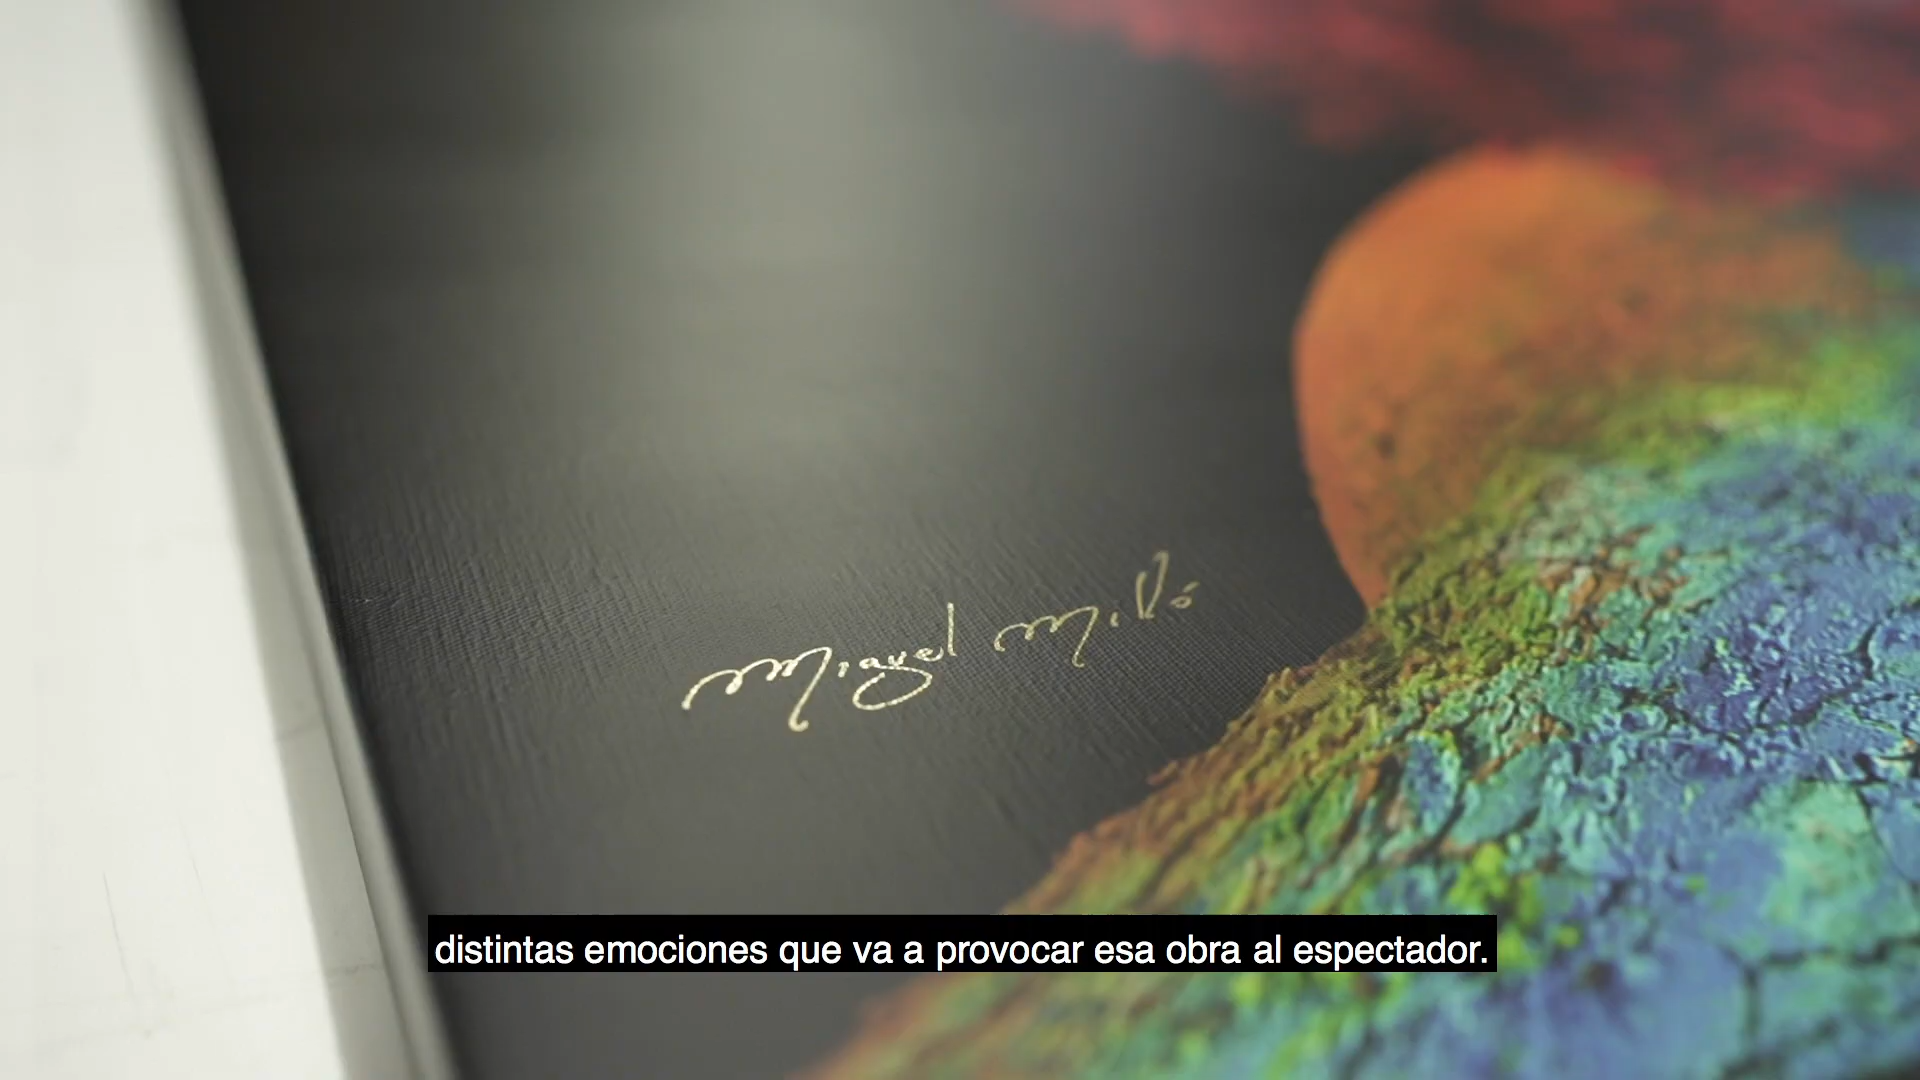 Miguel Milló
distintas emociones que va a provocar esa obra al espectador.